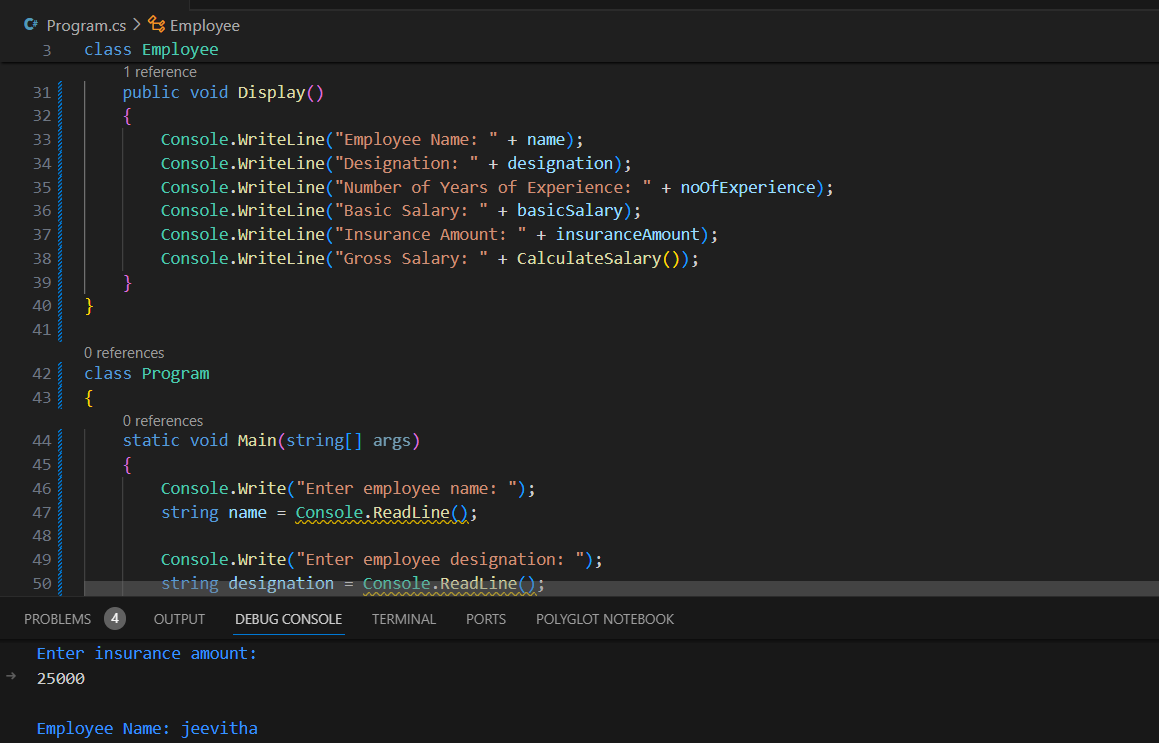 C# Program.cs > Employee
3 class Employee
1 reference
31 public void Display()
32 {
33 Console.WriteLine("Employee Name: " + name);
34 Console.WriteLine("Designation: " + designation);
35 Console.WriteLine("Number of Years of Experience: " + noOfExperience);
36 Console.WriteLine("Basic Salary: " + basicSalary);
37 Console.WriteLine("Insurance Amount: " + insuranceAmount);
38 Console.WriteLine("Gross Salary: " + CalculateSalary());
39 }
40 }
41
0 references
42 class Program
43 {
0 references
44 static void Main(string[] args)
45 {
46 Console.Write("Enter employee name: ");
47 string name = Console.ReadLine();
48
49 Console.Write("Enter employee designation: ");
50 string designation = Console.ReadLine();
PROBLEMS 4 OUTPUT DEBUG CONSOLE TERMINAL PORTS POLYGLOT NOTEBOOK
Enter insurance amount:
→ 25000
Employee Name: jeevitha